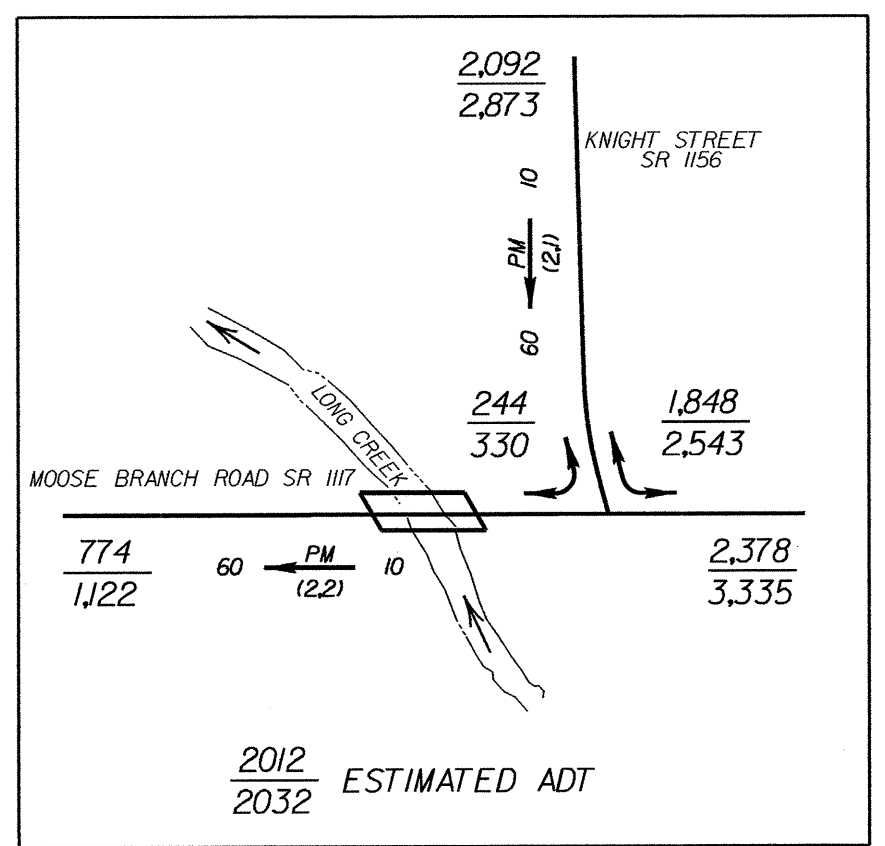 2,092
2,873
KNIGHT STREET
SR 1156
10
PM
(2,1)
60
244
330
1,848
2,543
LONG CREEK
MOOSE BRANCH ROAD SR 1117
774
1,122
60
PM
(2,2)
10
2,378
3,335
2012
2032
ESTIMATED ADT